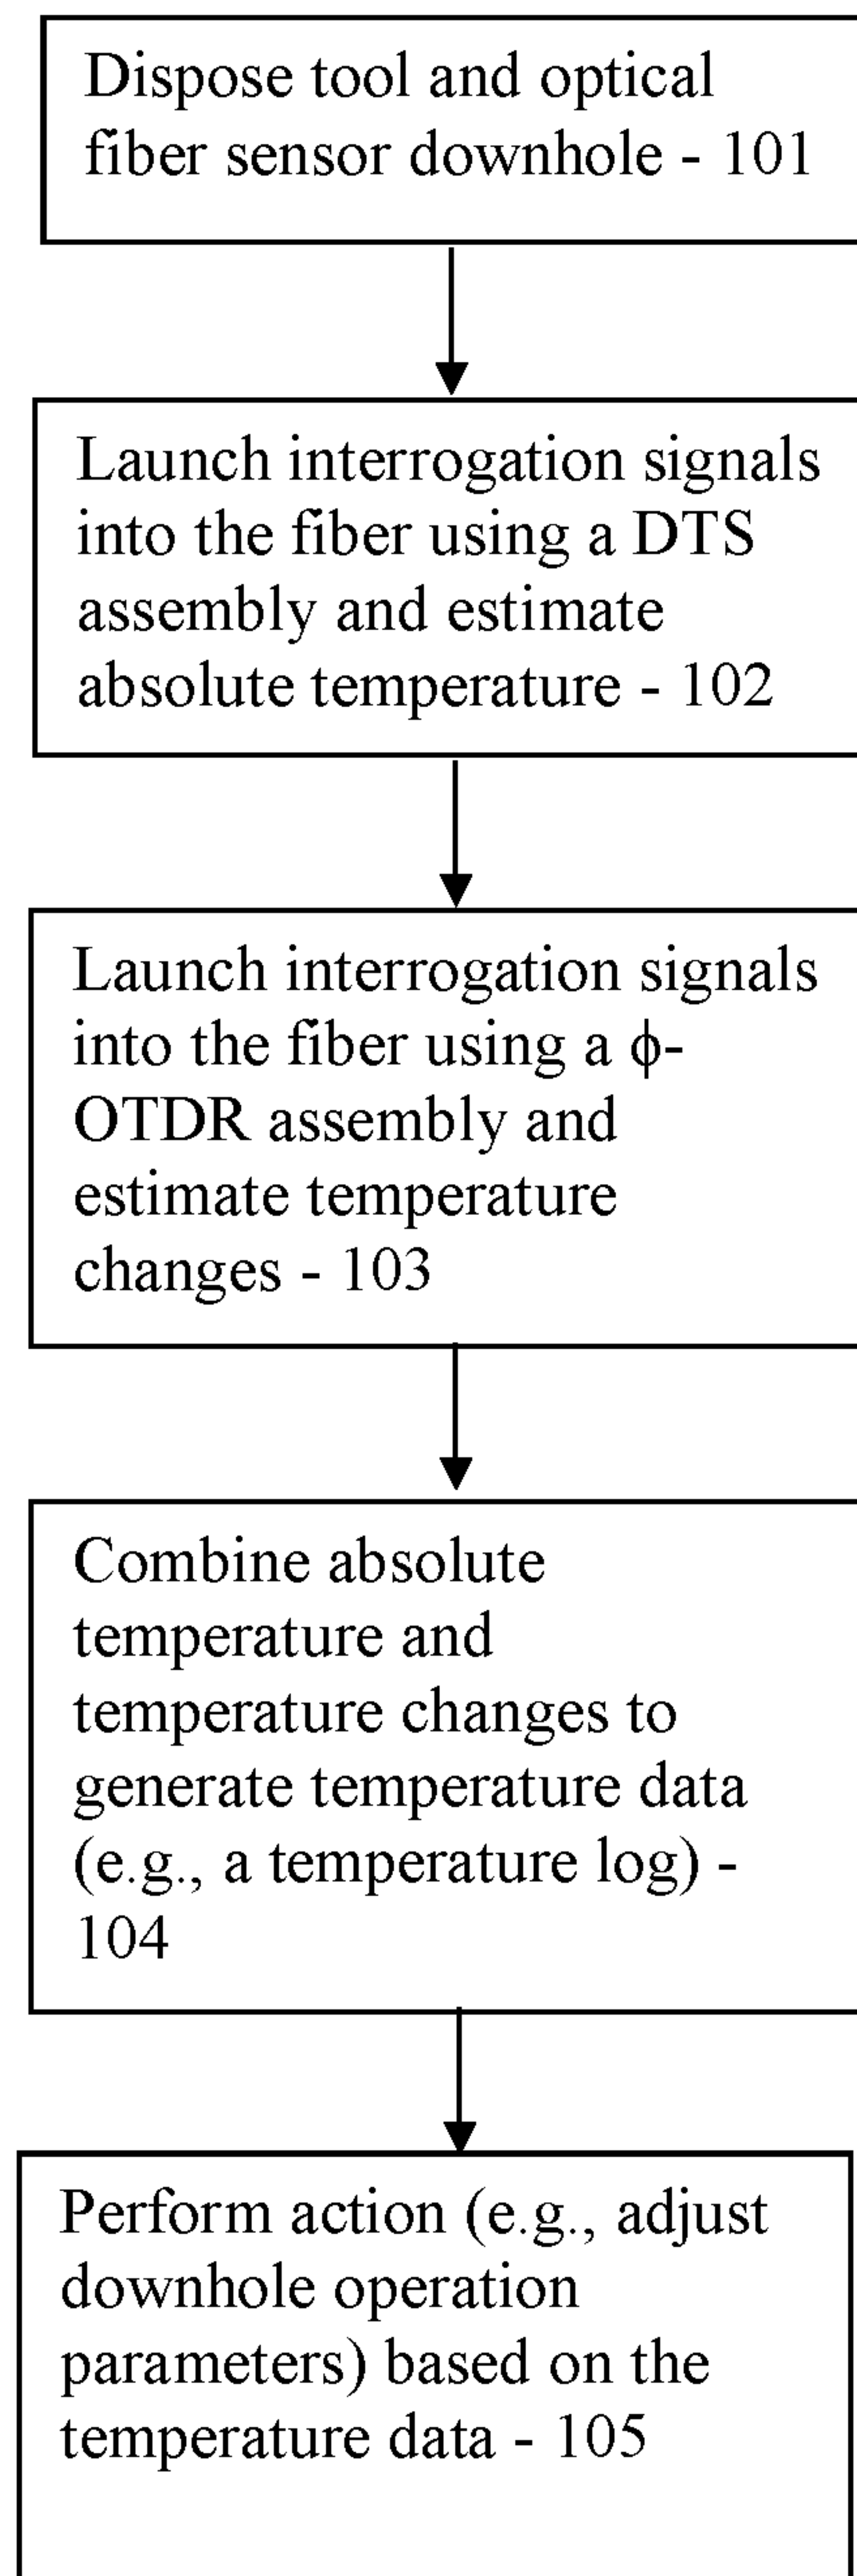 Dispose tool and optical
fiber sensor downhole - 101
Launch interrogation signals
into the fiber using a DTS
assembly and estimate
absolute temperature - 102
Launch interrogation signals
into the fiber using a ϕ-
OTDR assembly and
estimate temperature
changes - 103
Combine absolute
temperature and
temperature changes to
generate temperature data
(e.g., a temperature log) -
104
Perform action (e.g., adjust
downhole operation
parameters) based on the
temperature data - 105